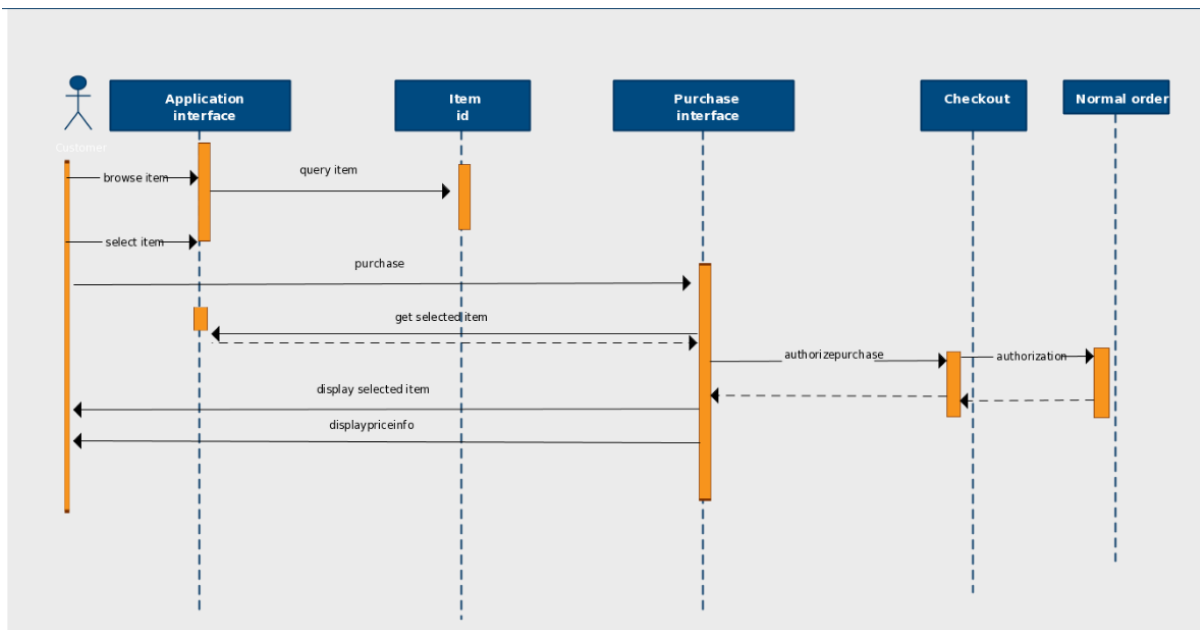 Application
interface
Item
id
Purchase
interface
Checkout
Normal order
Customer
browse item
query item
select item
purchase
get selected item
authorizepurchase
authorization
display selected item
displaypriceinfo